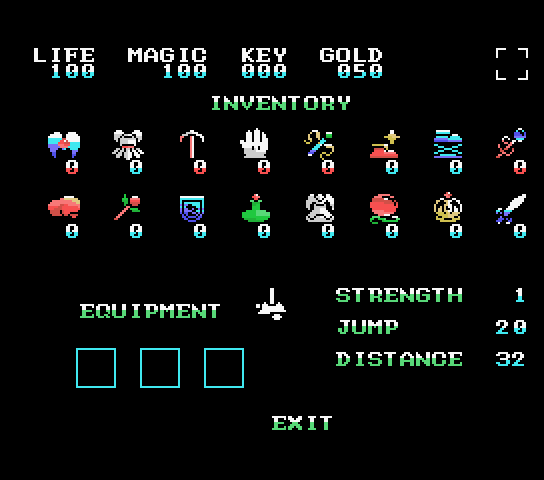 LIFE MAGIC KEY GOLD
100 100 000 050
INVENTORY
0 0 0 0 0 0 0 0
0 0 0 0 0 0 0 0
STRENGTH 1
EQUIPMENT
JUMP 20
DISTANCE 32
EXIT